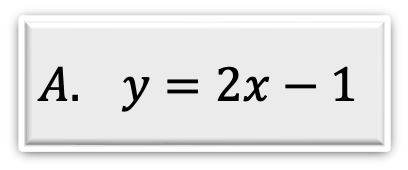 A. y = 2x − 1